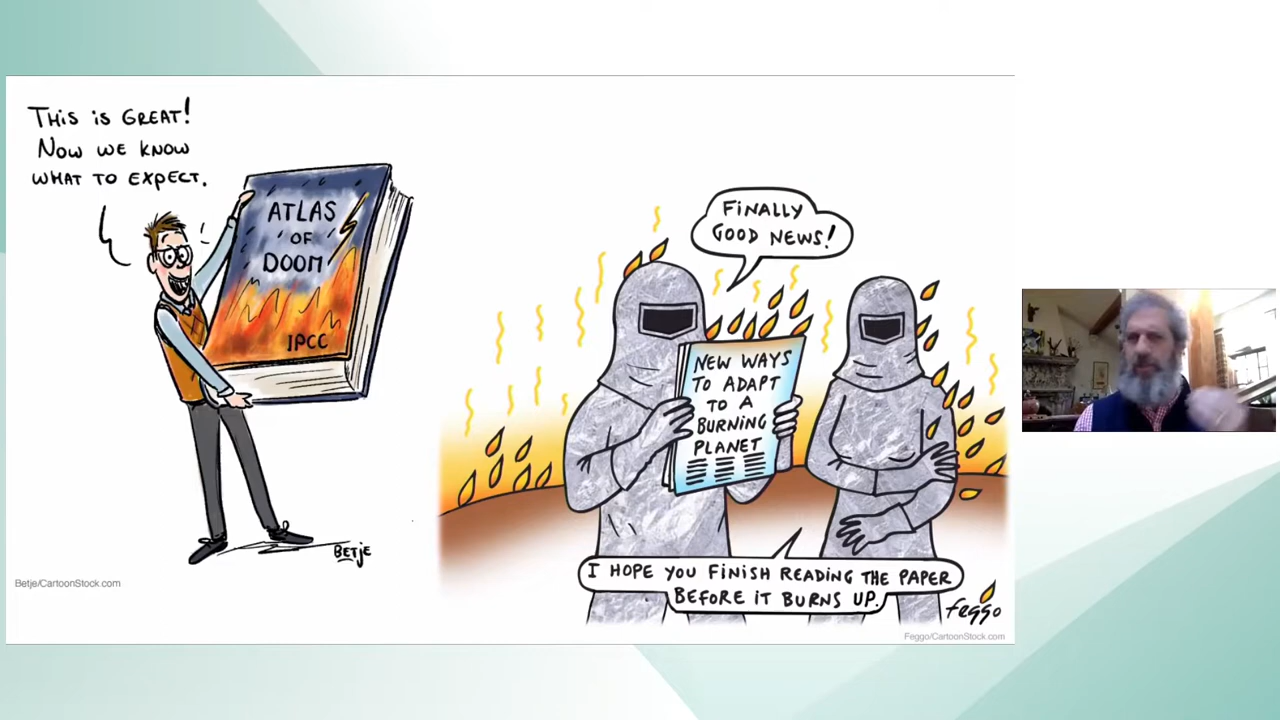 This is GREAT!
Now we know
what to expect.
ATLAS
OF
DOOM
IPCC
BETJE
Betje/CartoonStock.com
FINALLY
GOOD NEWS!
NEW WAYS
TO ADAPT
TO A
BURNING
PLANET
I HOPE YOU FINISH READING THE PAPER
BEFORE IT BURNS UP.
feggo
Feggo/CartoonStock.com